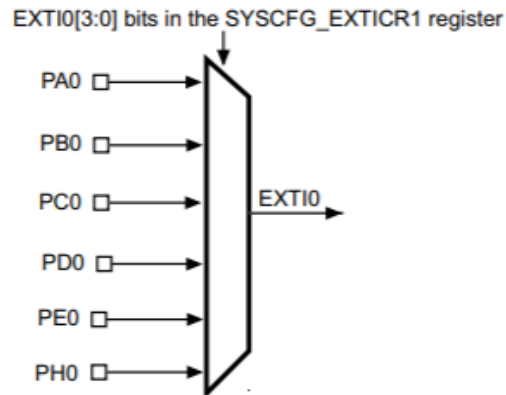 EXTI0[3:0] bits in the SYSCFG_EXTICR1 register
PA0
PB0
PC0
EXTI0
PD0
PE0
PH0